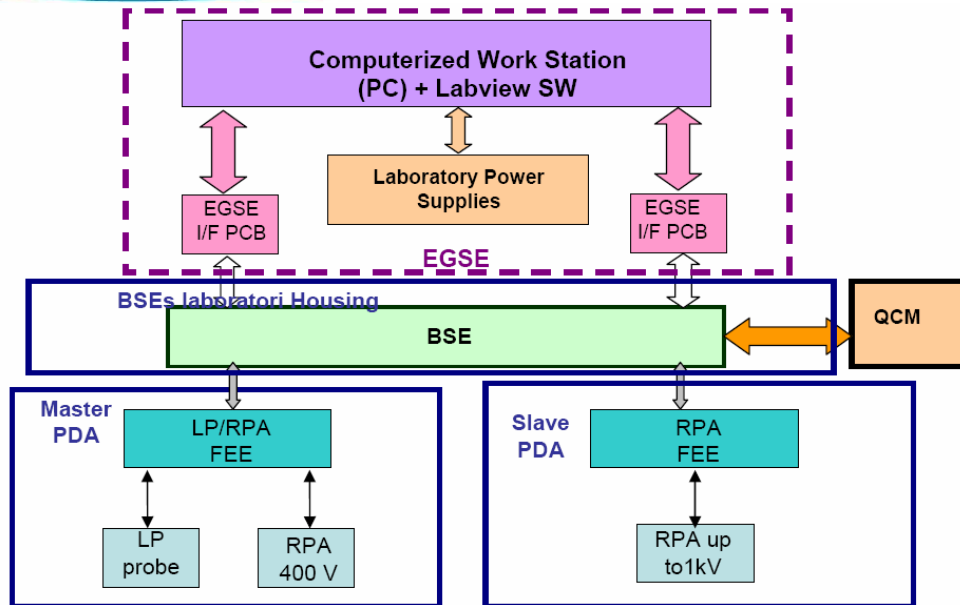 Computerized Work Station
(PC) + Labview SW
Laboratory Power
Supplies
EGSE
I/F PCB
EGSE
I/F PCB
EGSE
BSEs laboratori Housing
BSE
QCM
Master
PDA
LP/RPA
FEE
LP
probe
RPA
400 V
Slave
PDA
RPA
FEE
RPA up
to1kV